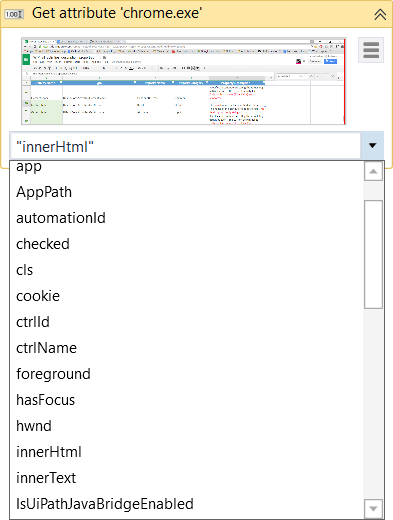 Get attribute 'chrome.exe'
"innerHtml"
app
AppPath
automationId
checked
cls
cookie
ctrlId
ctrlName
foreground
hasFocus
hwnd
innerHtml
innerText
IsUiPathJavaBridgeEnabled